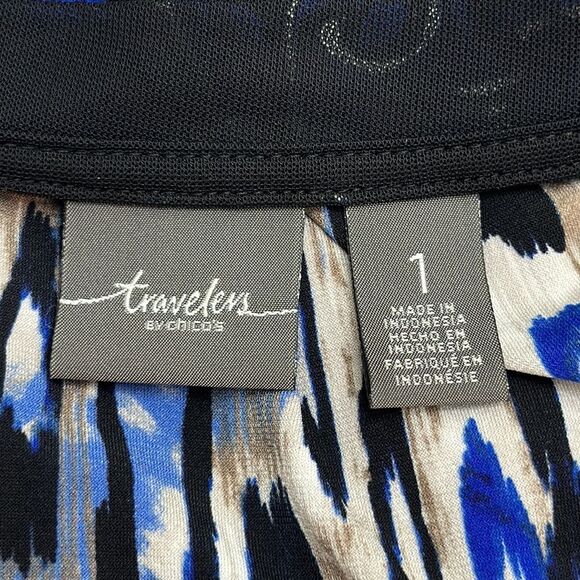 travelers
BY CHICO'S
1
MADE IN
INDONESIA
HECHO EN
INDONESIA
FABRIQUÉ EN
INDONÉSIE